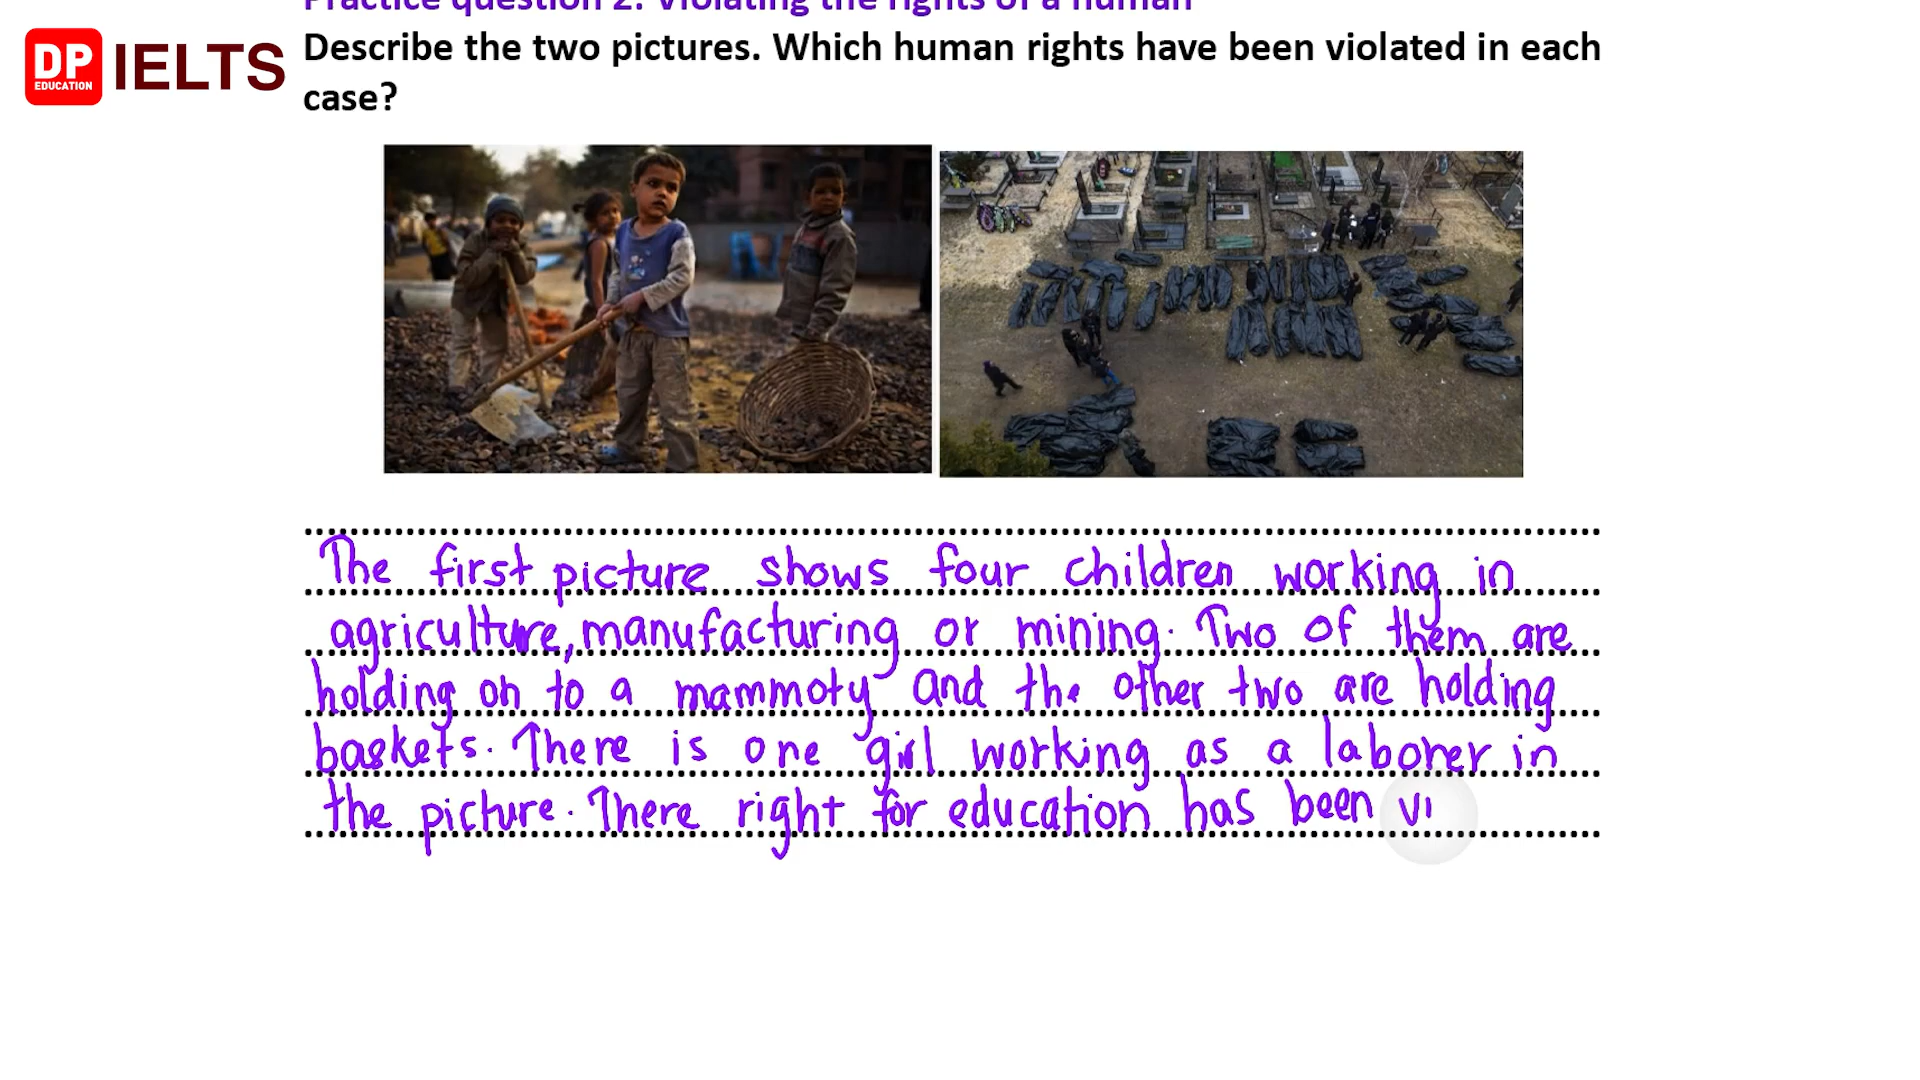 Practice question 2: Violating the rights of a human
DP
EDUCATION
IELTS
Describe the two pictures. Which human rights have been violated in each
case?
The first picture shows four children working in
agriculture, manufacturing or mining. Two of them are
holding on to a mammoty and the other two are holding
baskets. There is one girl working as a laborer in
the picture. There right for education has been vi